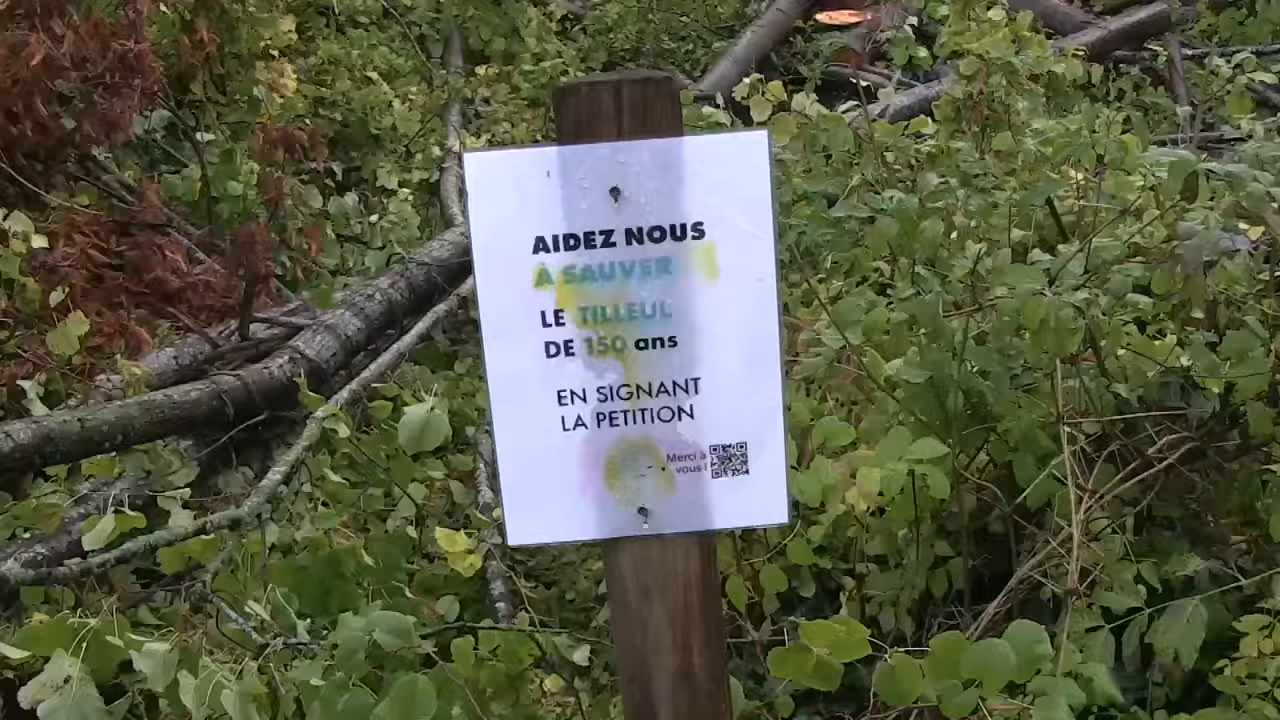 AIDEZ NOUS
À SAUVER
LE TILLEUL
DE 150 ans
EN SIGNANT
LA PETITION
Merci à
vous !